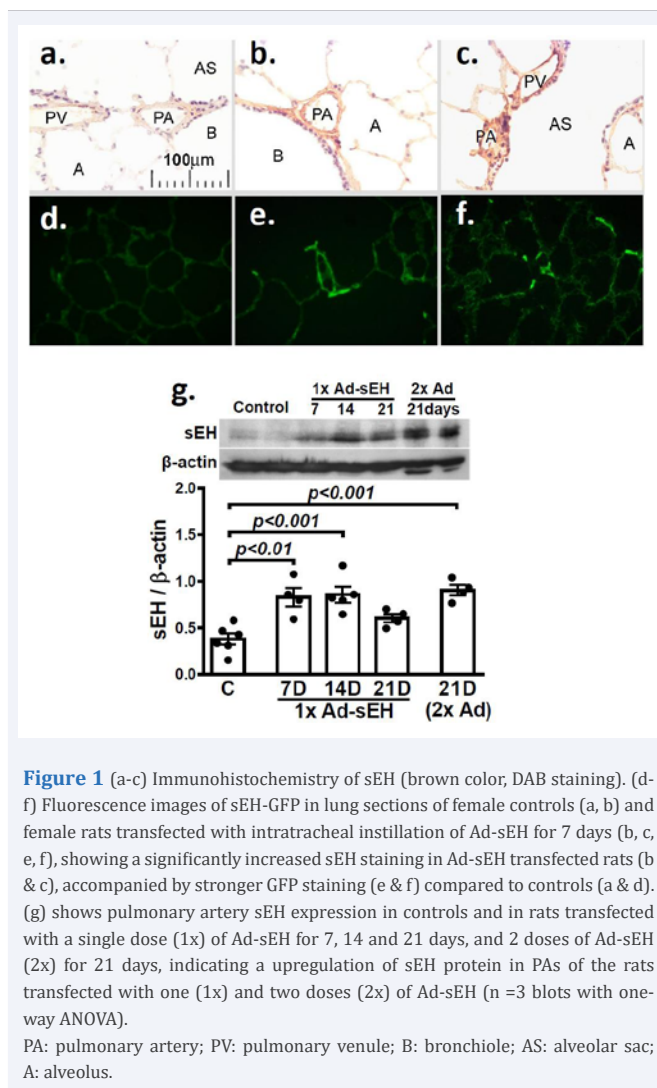 a.
AS
PV
PA
B
A
100µm
b.
PA
A
B
c.
PV
PA
AS
A
d.
e.
f.
g.
1x Ad-sEH 2x Ad
Control 7 14 21 21days
sEH
β-actin
2.0
p<0.001
1.5
p<0.001
p<0.01
1.0
0.5
0.0
sEH / β-actin
C 7D 14D 21D 21D
1x Ad-sEH (2x Ad)
Figure 1 (a-c) Immunohistochemistry of sEH (brown color, DAB staining). (d-
f) Fluorescence images of sEH-GFP in lung sections of female controls (a, b) and
female rats transfected with intratracheal instillation of Ad-sEH for 7 days (b, c,
e, f), showing a significantly increased sEH staining in Ad-sEH transfected rats (b
& c), accompanied by stronger GFP staining (e & f) compared to controls (a & d).
(g) shows pulmonary artery sEH expression in controls and in rats transfected
with a single dose (1x) of Ad-sEH for 7, 14 and 21 days, and 2 doses of Ad-sEH
(2x) for 21 days, indicating a upregulation of sEH protein in PAs of the rats
transfected with one (1x) and two doses (2x) of Ad-sEH (n =3 blots with one-
way ANOVA).
PA: pulmonary artery; PV: pulmonary venule; B: bronchiole; AS: alveolar sac;
A: alveolus.